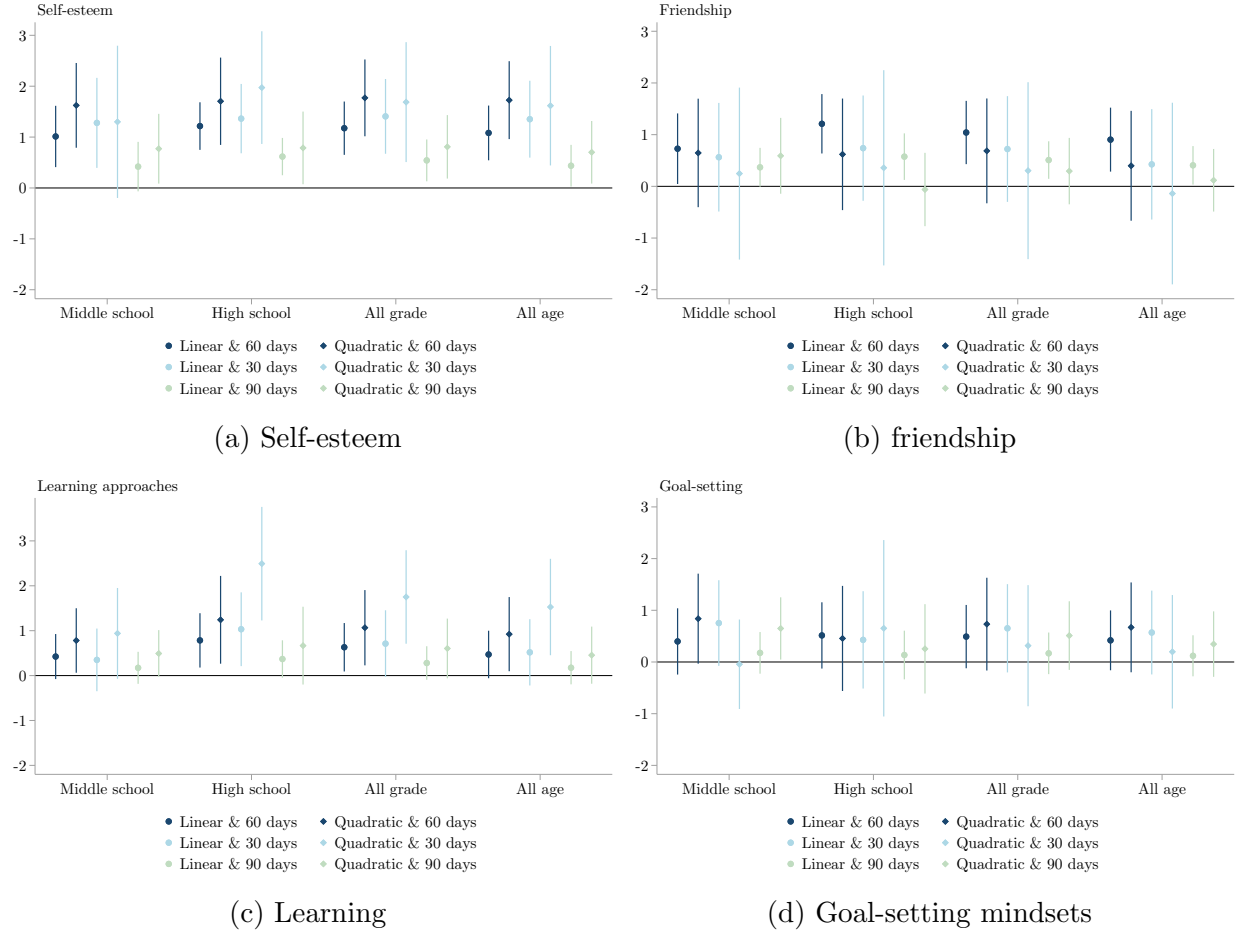 Self-esteem
3
2
1
0
-1
-2
Middle school High school All grade All age
Linear & 60 days Quadratic & 60 days
Linear & 30 days Quadratic & 30 days
Linear & 90 days Quadratic & 90 days
(a) Self-esteem
Friendship
3
2
1
0
-1
-2
Middle school High school All grade All age
Linear & 60 days Quadratic & 60 days
Linear & 30 days Quadratic & 30 days
Linear & 90 days Quadratic & 90 days
(b) friendship
Learning approaches
3
2
1
0
-1
-2
Middle school High school All grade All age
Linear & 60 days Quadratic & 60 days
Linear & 30 days Quadratic & 30 days
Linear & 90 days Quadratic & 90 days
(c) Learning
Goal-setting
3
2
1
0
-1
-2
Middle school High school All grade All age
Linear & 60 days Quadratic & 60 days
Linear & 30 days Quadratic & 30 days
Linear & 90 days Quadratic & 90 days
(d) Goal-setting mindsets